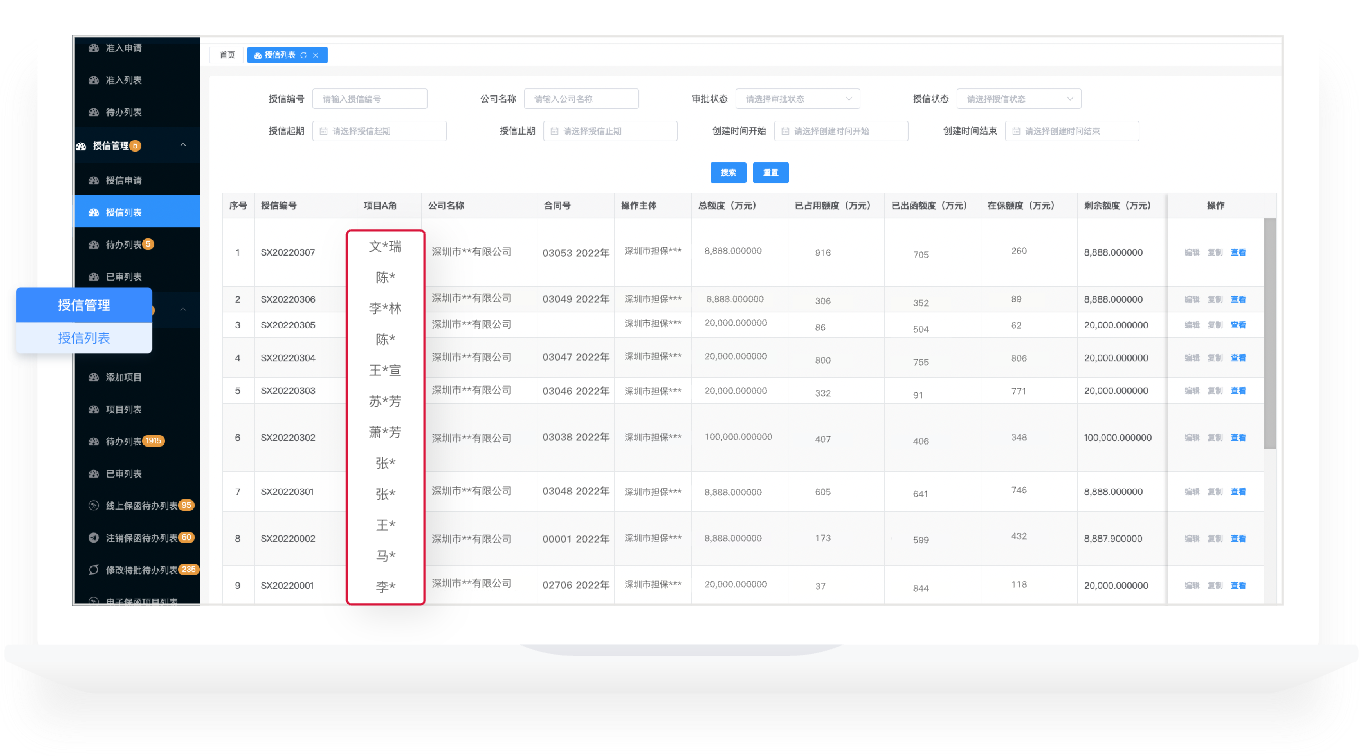 准入申请
准入列表
待办列表
授信管理 5
授信申请
授信列表
待办列表 5
已审列表
授信管理
授信列表
添加项目
项目列表
待办列表 1915
已审列表
线上保函待办列表 95
注销保函待办列表 60
修改待批待办列表 235
电子保函项目列表
首页 授信列表 ×
授信编号 请输入授信编号 公司名称 请输入公司名称 审批状态 请选择审批状态 授信状态 请选择授信状态
授信起期 请选择授信起期 授信止期 请选择授信止期 创建时间开始 请选择创建时间开始 创建时间结束 请选择创建时间结束
搜索 重置
序号 授信编号 项目A角 公司名称 合同号 操作主体 总额度（万元） 已占用额度（万元） 已出函额度（万元） 在保额度（万元） 剩余额度（万元） 操作
1 SX20220307 深圳市**有限公司 03053 2022年 深圳市担保*** 8,888.000000 916 705 260 8,888.000000 编辑 复制 查看
2 SX20220306 深圳市**有限公司 03049 2022年 深圳市担保*** 8,888.000000 306 352 89 8,888.000000 编辑 复制 查看
3 SX20220305 深圳市**有限公司 深圳市担保*** 20,000.000000 86 504 62 20,000.000000 编辑 复制 查看
4 SX20220304 深圳市**有限公司 03047 2022年 深圳市担保*** 20,000.000000 800 755 806 20,000.000000 编辑 复制 查看
5 SX20220303 深圳市**有限公司 03046 2022年 深圳市担保*** 20,000.000000 332 91 771 20,000.000000 编辑 复制 查看
6 SX20220302 深圳市**有限公司 03038 2022年 深圳市担保*** 100,000.000000 407 406 348 100,000.000000 编辑 复制 查看
7 SX20220301 深圳市**有限公司 03048 2022年 深圳市担保*** 8,888.000000 605 641 746 8,888.000000 编辑 复制 查看
8 SX20220002 深圳市**有限公司 00001 2022年 深圳市担保*** 8,888.000000 173 599 432 8,887.900000 编辑 复制 查看
9 SX20220001 深圳市**有限公司 02706 2022年 深圳市担保*** 20,000.000000 37 844 118 20,000.000000 编辑 复制 查看
文*瑞
陈*
李*林
陈*
王*宣
苏*芳
萧*芳
张*
张*
王*
马*
李*